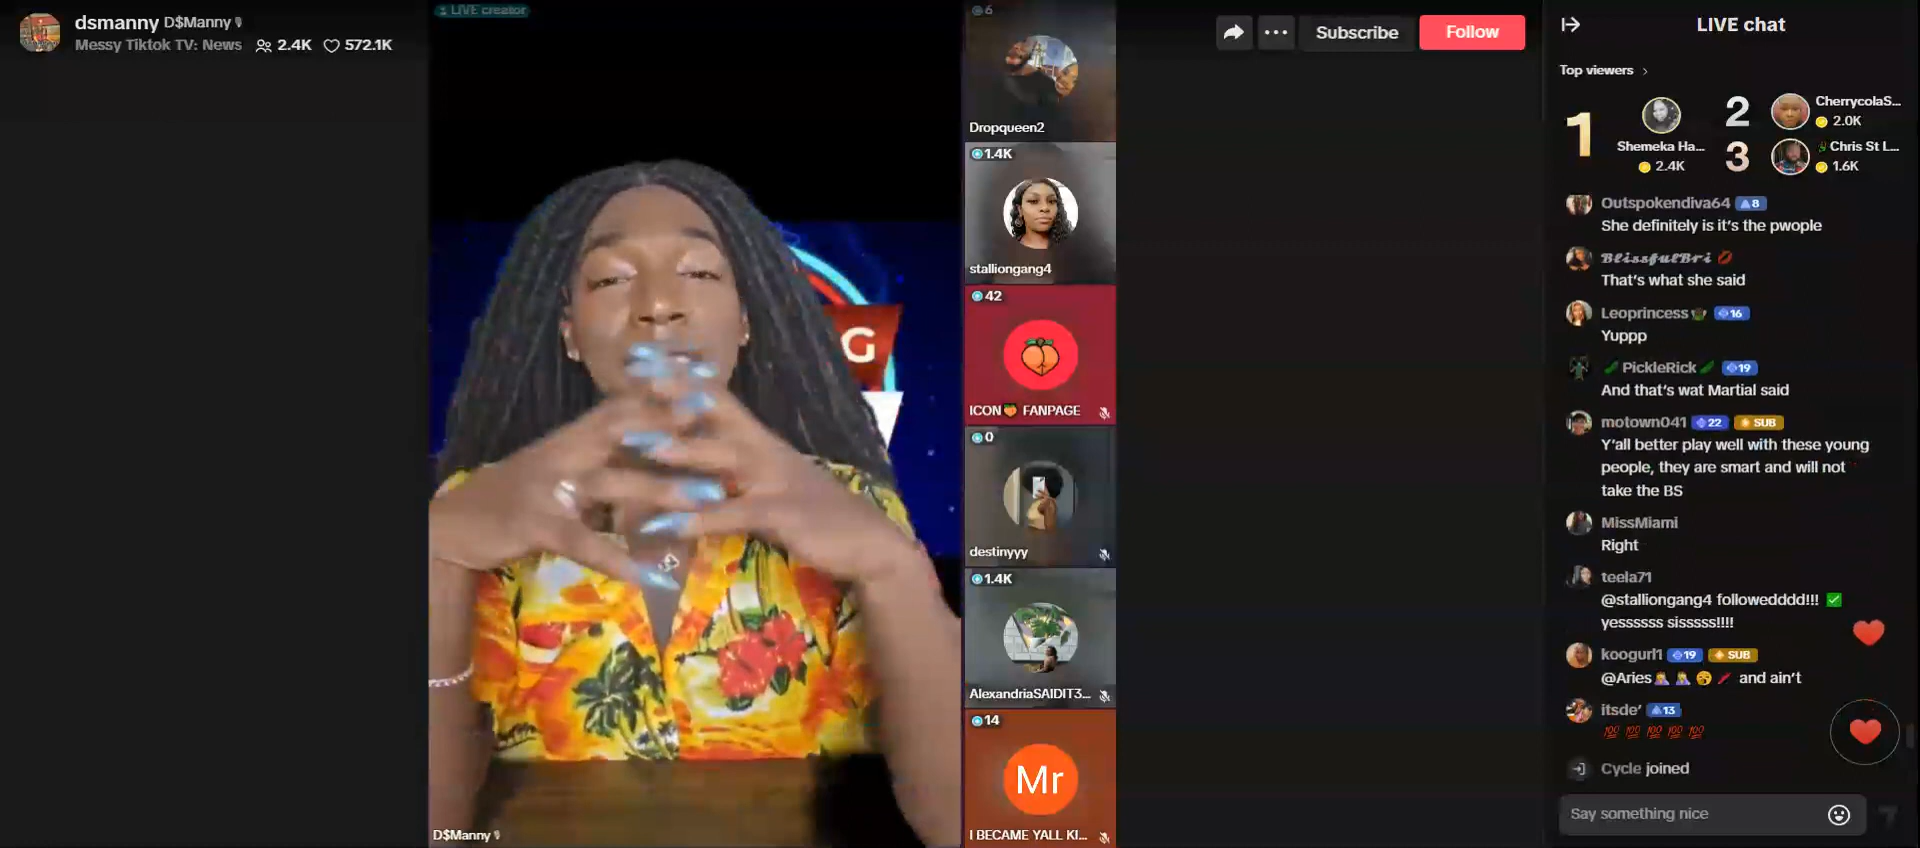 dsmanny D$Manny
Messy Tiktok TV: News 2.4K 572.1K
LIVE creator
G
D$Manny
6
Dropqueen2
1.4K
stalliongang4
42
ICON🍑 FANPAGE
0
destinyyy
1.4K
AlexandriaSAIDIT3...
14
Mr
I BECAME YALL KI...
Subscribe
Follow
LIVE chat
Top viewers
1
Shemeka Ha...
2.4K
2
CherrycolaS...
2.0K
3
Chris St L...
1.6K
Outspokendiva64 8
She definitely is it's the pwople
𝓑𝓵𝓲𝓼𝓼𝓯𝓾𝓵𝓑𝓻𝓲 💋
That's what she said
Leoprincess 16
Yuppp
PickleRick 19
And that's wat Martial said
motown041 22 SUB
Y'all better play well with these young
people, they are smart and will not
take the BS
MissMiami
Right
teela71
@stalliongang4 followedddd!!! ✅
yessssss sisssss!!!!
koogurl1 19 SUB
@Aries and ain't
itsde' 13
💯 💯 💯 💯 💯
Cycle joined
Say something nice